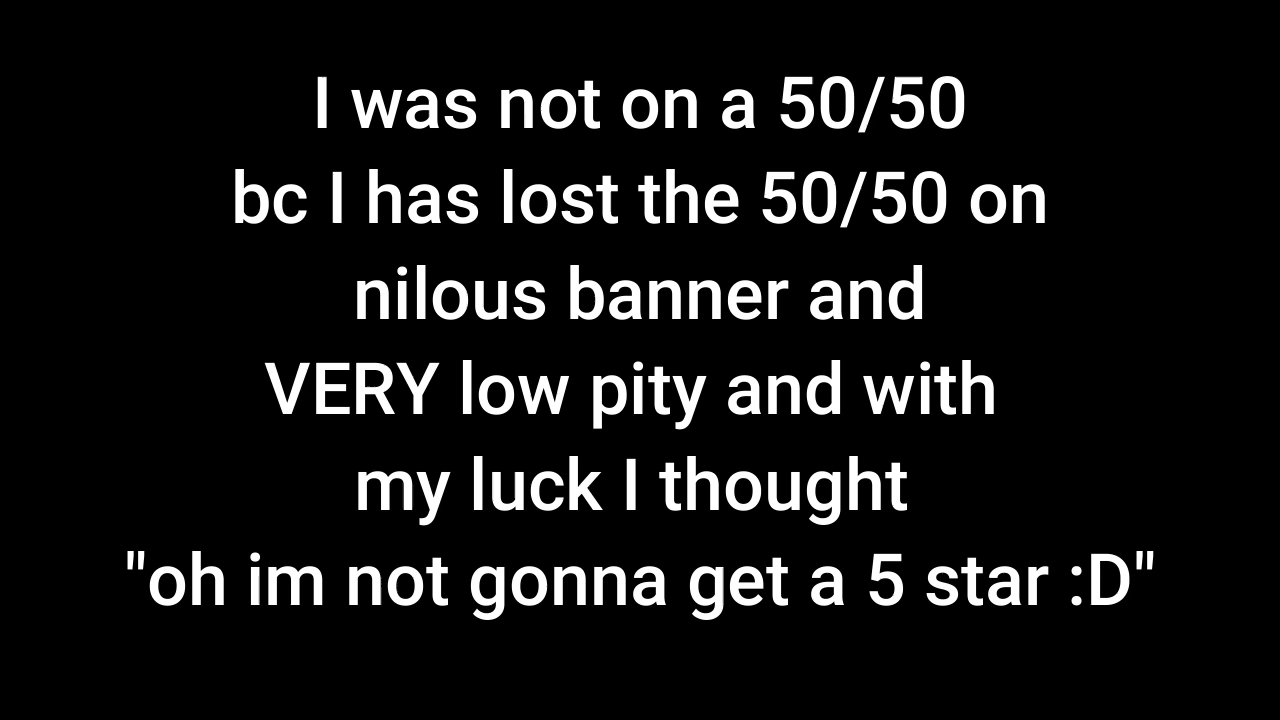 I was not on a 50/50
bc I has lost the 50/50 on
nilous banner and
VERY low pity and with
my luck I thought
"oh im not gonna get a 5 star :D"